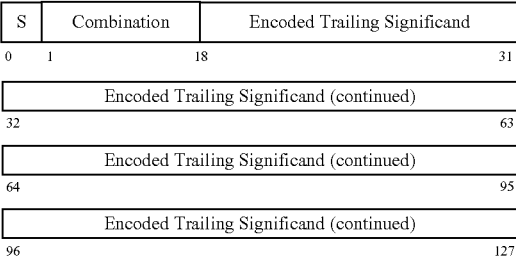 S Combination Encoded Trailing Significand
0 1 18 31
Encoded Trailing Significand (continued)
32 63
Encoded Trailing Significand (continued)
64 95
Encoded Trailing Significand (continued)
96 127